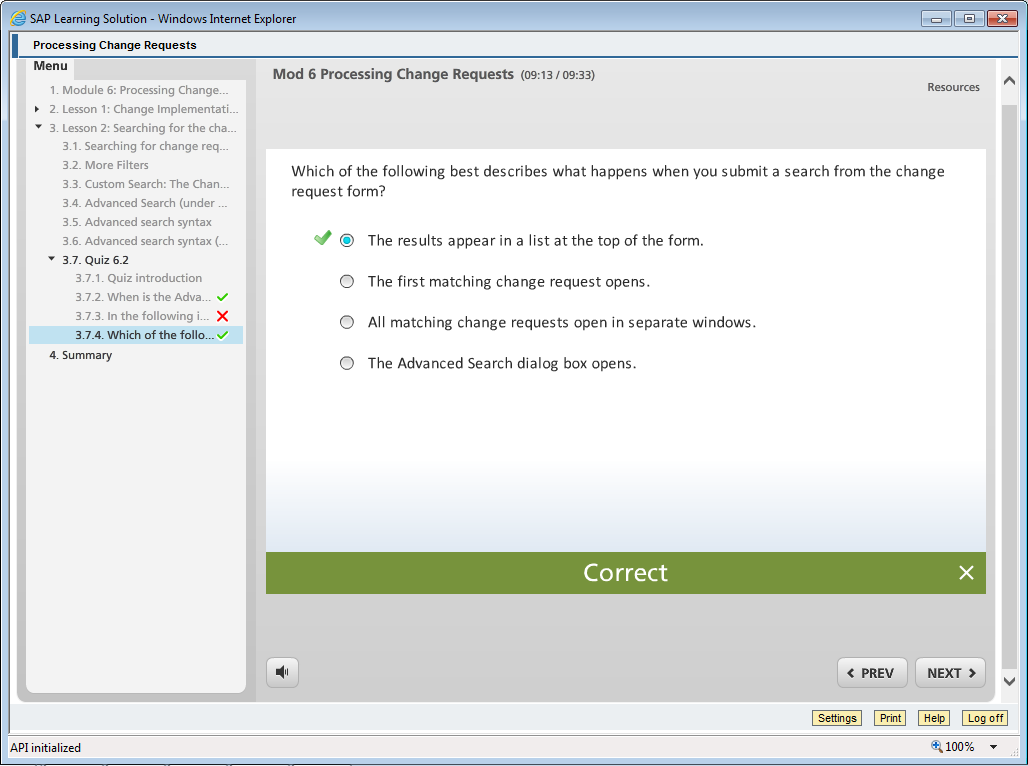 SAP Learning Solution - Windows Internet Explorer
Processing Change Requests
Menu
1. Module 6: Processing Change...
2. Lesson 1: Change Implementati...
3. Lesson 2: Searching for the cha...
3.1. Searching for change req...
3.2. More Filters
3.3. Custom Search: The Chan...
3.4. Advanced Search (under ...
3.5. Advanced search syntax
3.6. Advanced search syntax (...
3.7. Quiz 6.2
3.7.1. Quiz introduction
3.7.2. When is the Adva...
3.7.3. In the following i...
3.7.4. Which of the follo...
4. Summary
Mod 6 Processing Change Requests (09:13 / 09:33)
Resources
Which of the following best describes what happens when you submit a search from the change
request form?
The results appear in a list at the top of the form.
The first matching change request opens.
All matching change requests open in separate windows.
The Advanced Search dialog box opens.
Correct
PREV
NEXT
Settings
Print
Help
Log off
API initialized
100%